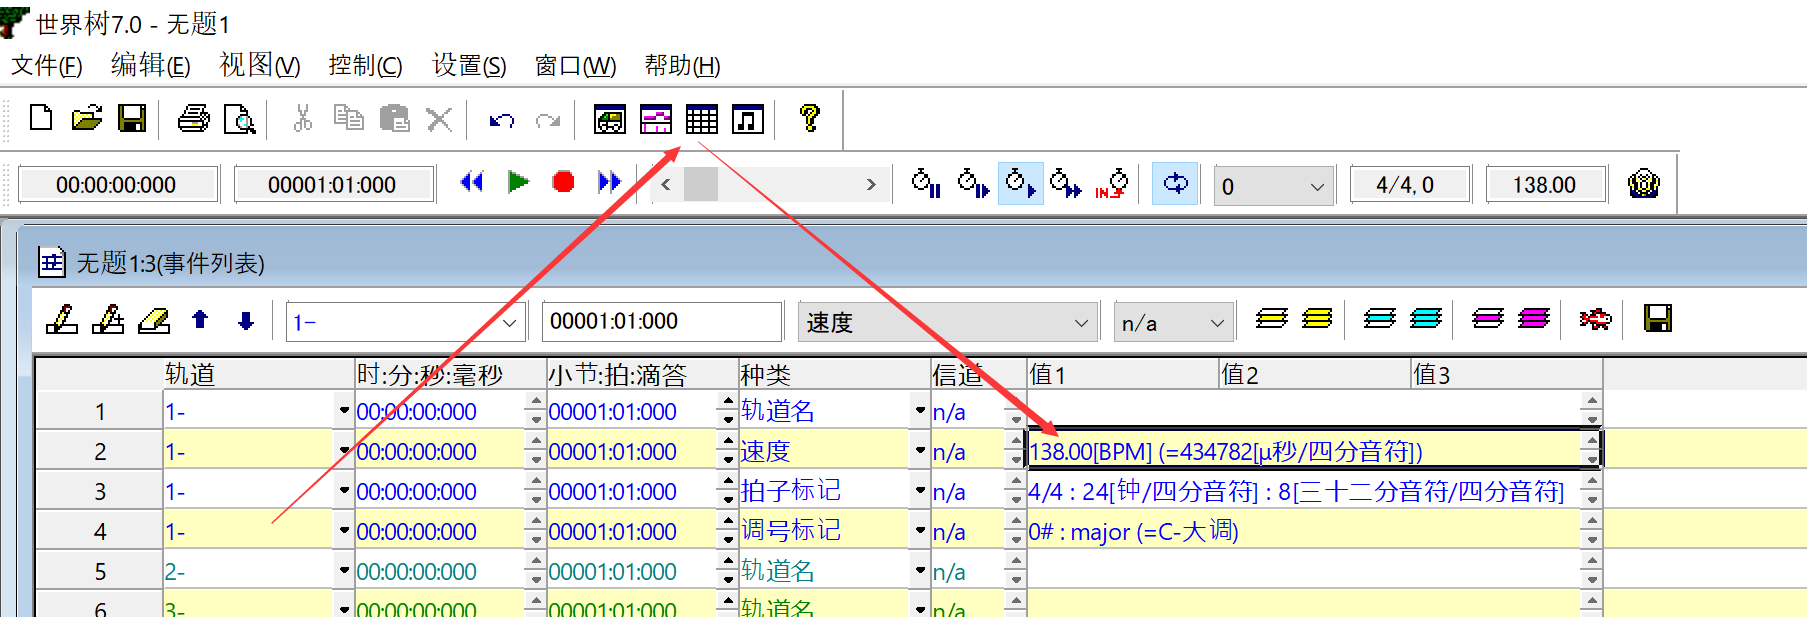 世界树7.0 - 无题1
文件(F) 编辑(E) 视图(V) 控制(C) 设置(S) 窗口(W) 帮助(H)
00:00:00:000 00001:01:000 IN 0 4/4, 0 138.00
无题1:3(事件列表)
1- 00001:01:000 速度 n/a
轨道 时:分:秒:毫秒 小节:拍:滴答 种类 信道 值1 值2 值3
1 1- 00:00:00:000 00001:01:000 轨道名 n/a
2 1- 00:00:00:000 00001:01:000 速度 n/a 138.00[BPM] (=434782[μ秒/四分音符])
3 1- 00:00:00:000 00001:01:000 拍子标记 n/a 4/4 : 24[钟/四分音符] : 8[三十二分音符/四分音符]
4 1- 00:00:00:000 00001:01:000 调号标记 n/a 0# : major (=C-大调)
5 2- 00:00:00:000 00001:01:000 轨道名 n/a
6 3- 00:00:00:000 00001:01:000 轨道名 n/a